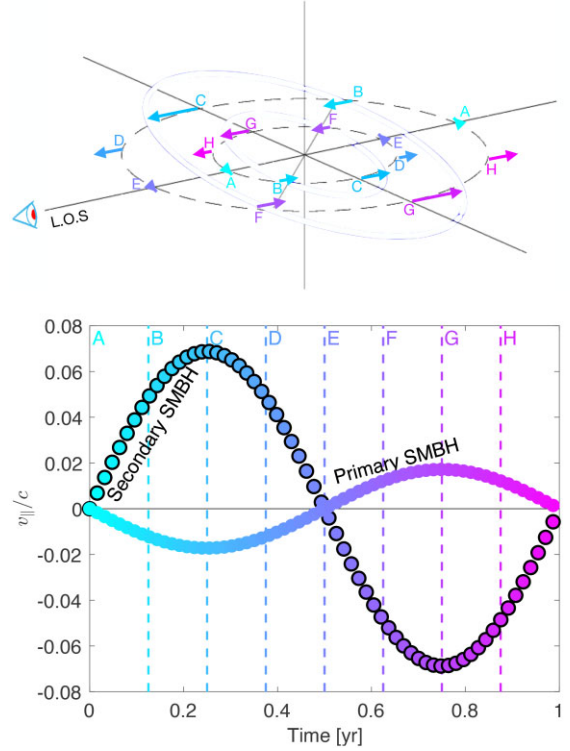 B
C
A
F
G
E
D
H
D
H
A
B
C
E
F
G
L.O.S
0.08
A
B
C
D
E
F
G
H
0.06
0.04
0.02
0
-0.02
-0.04
-0.06
-0.08
v||/c
Secondary SMBH
Primary SMBH
0
0.2
0.4
0.6
0.8
1
Time [yr]